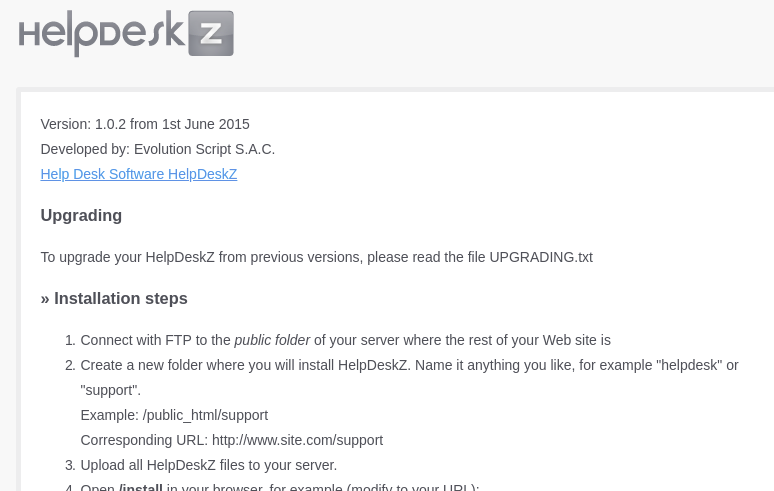 HelpDesk Z
Version: 1.0.2 from 1st June 2015
Developed by: Evolution Script S.A.C.
Help Desk Software HelpDeskZ
Upgrading
To upgrade your HelpDeskZ from previous versions, please read the file UPGRADING.txt
» Installation steps
1. Connect with FTP to the public folder of your server where the rest of your Web site is
2. Create a new folder where you will install HelpDeskZ. Name it anything you like, for example "helpdesk" or
"support".
Example: /public_html/support
Corresponding URL: http://www.site.com/support
3. Upload all HelpDeskZ files to your server.
4. Open /install in your browser, for example (modify to your URL):